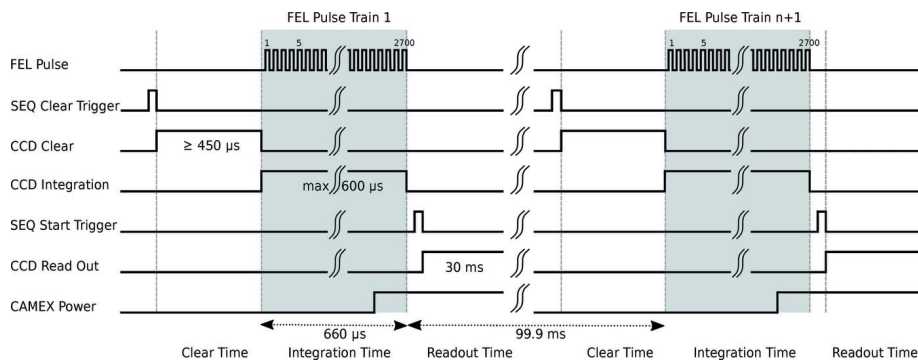 FEL Pulse Train 1
FEL Pulse Train n+1
1 5 2700
1 5 2700
FEL Pulse
SEQ Clear Trigger
CCD Clear
≥ 450 µs
CCD Integration
max. 600 µs
SEQ Start Trigger
CCD Read Out
30 ms
CAMEX Power
660 µs
99.9 ms
Clear Time Integration Time Readout Time Clear Time Integration Time Readout Time